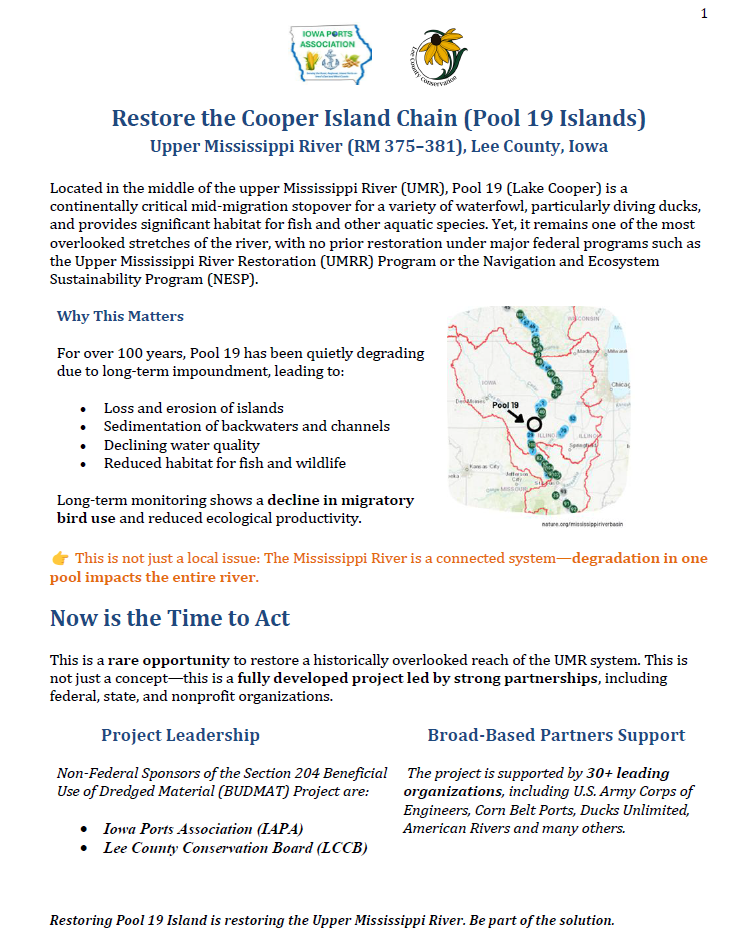 1
IOWA PORTS
ASSOCIATION
Lee County Conservation
Restore the Cooper Island Chain (Pool 19 Islands)
Upper Mississippi River (RM 375–381), Lee County, Iowa
Located in the middle of the upper Mississippi River (UMR), Pool 19 (Lake Cooper) is a
continentally critical mid-migration stopover for a variety of waterfowl, particularly diving ducks,
and provides significant habitat for fish and other aquatic species. Yet, it remains one of the most
overlooked stretches of the river, with no prior restoration under major federal programs such as
the Upper Mississippi River Restoration (UMRR) Program or the Navigation and Ecosystem
Sustainability Program (NESP).
Why This Matters
For over 100 years, Pool 19 has been quietly degrading
due to long-term impoundment, leading to:
• Loss and erosion of islands
• Sedimentation of backwaters and channels
• Declining water quality
• Reduced habitat for fish and wildlife
Long-term monitoring shows a decline in migratory
bird use and reduced ecological productivity.
WISCONSIN
Madison
IOWA
Chicag
Pool 19
ILLINOIS
Springfield
Kansas City
Jefferson
City
MISSOURI
nature.org/mississippiriverbasin
👉 This is not just a local issue: The Mississippi River is a connected system—degradation in one
pool impacts the entire river.
Now is the Time to Act
This is a rare opportunity to restore a historically overlooked reach of the UMR system. This is
not just a concept—this is a fully developed project led by strong partnerships, including
federal, state, and nonprofit organizations.
Project Leadership
Non-Federal Sponsors of the Section 204 Beneficial
Use of Dredged Material (BUDMAT) Project are:
• Iowa Ports Association (IAPA)
• Lee County Conservation Board (LCCB)
Broad-Based Partners Support
The project is supported by 30+ leading
organizations, including U.S. Army Corps of
Engineers, Corn Belt Ports, Ducks Unlimited,
American Rivers and many others.
Restoring Pool 19 Island is restoring the Upper Mississippi River. Be part of the solution.